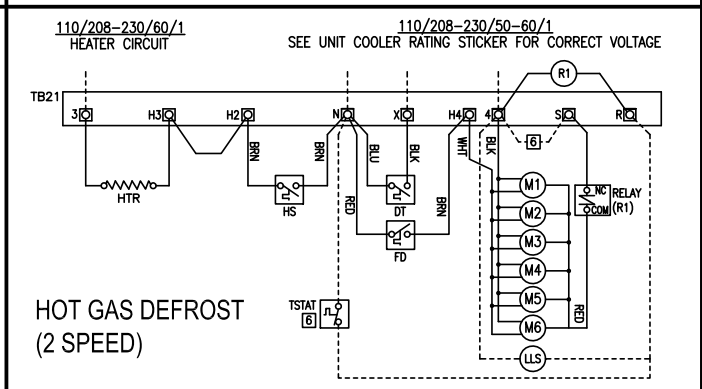 110/208-230/60/1
HEATER CIRCUIT
110/208-230/50-60/1
SEE UNIT COOLER RATING STICKER FOR CORRECT VOLTAGE
R1
TB21
3 H3 H2 N X H4 4 S R
6
BRN
BRN
BLU
BLK
WHT
BLK
HTR
HS
RED
DT
BRN
FD
M1
M2
M3
M4
M5
M6
NC
COM
RELAY
(R1)
RED
HOT GAS DEFROST
(2 SPEED)
TSTAT
6
LLS